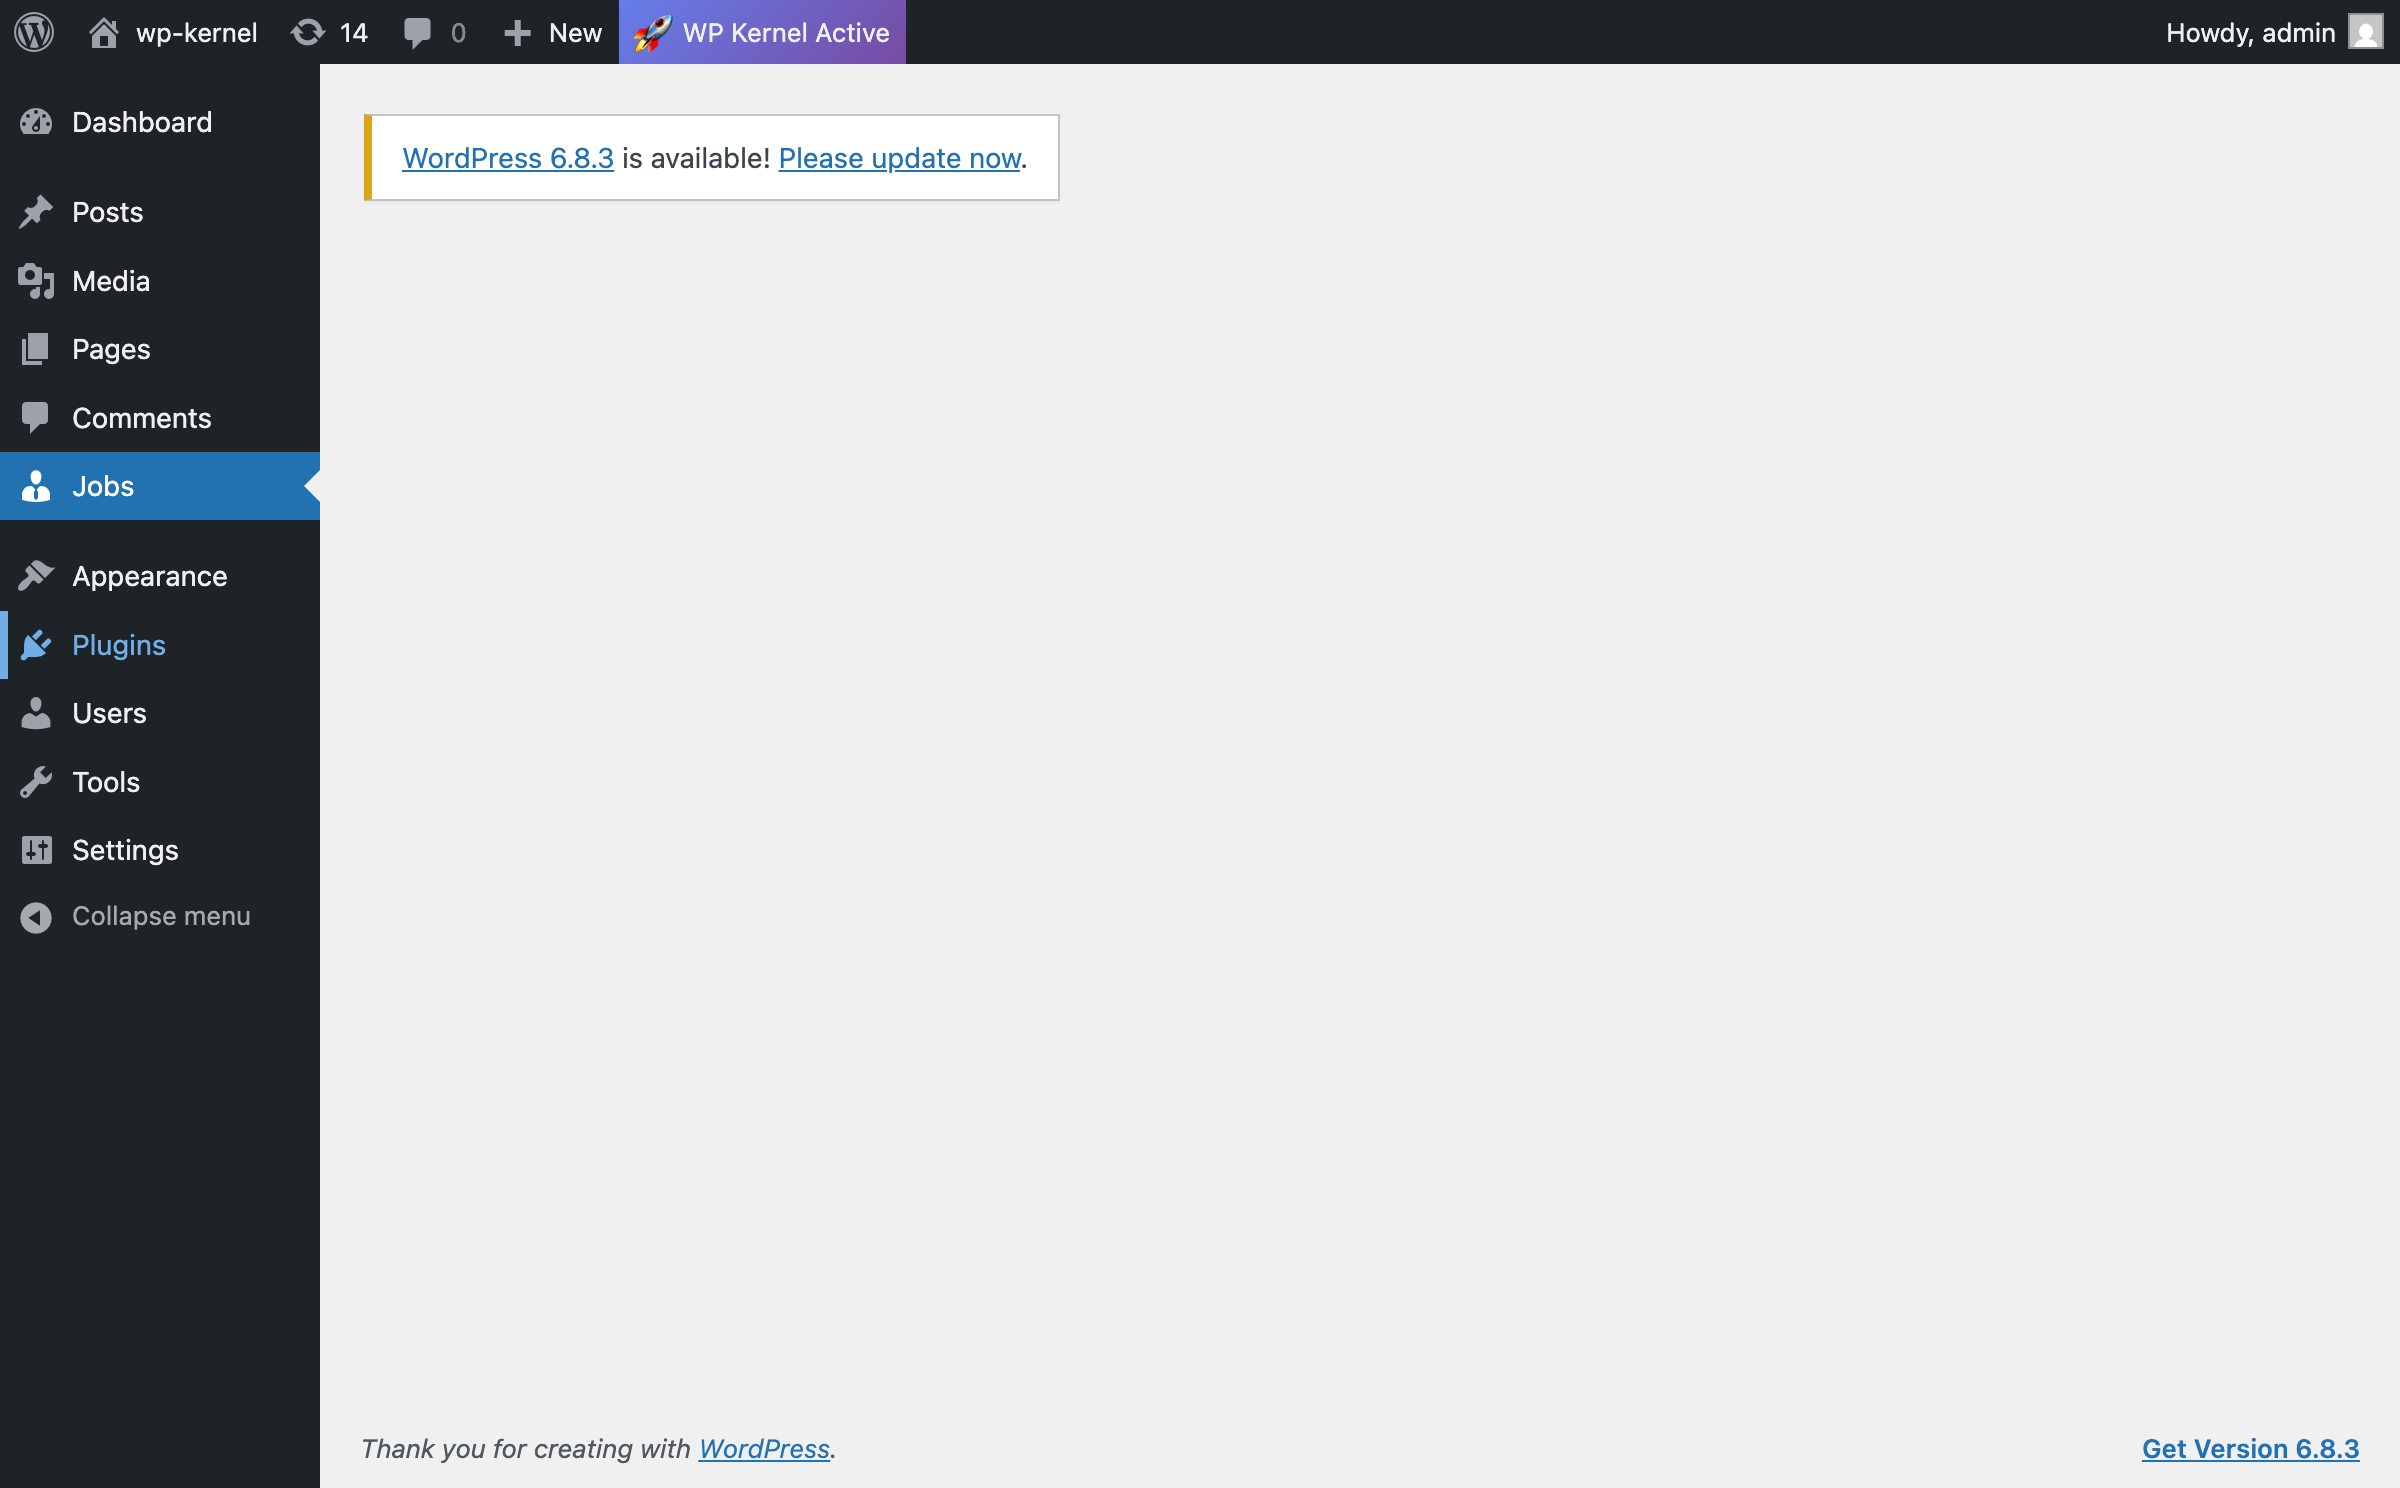 wp-kernel 14 0 New WP Kernel Active Howdy, admin
Dashboard
WordPress 6.8.3 is available! Please update now.
Posts
Media
Pages
Comments
Jobs
Appearance
Plugins
Users
Tools
Settings
Collapse menu
Thank you for creating with WordPress. Get Version 6.8.3